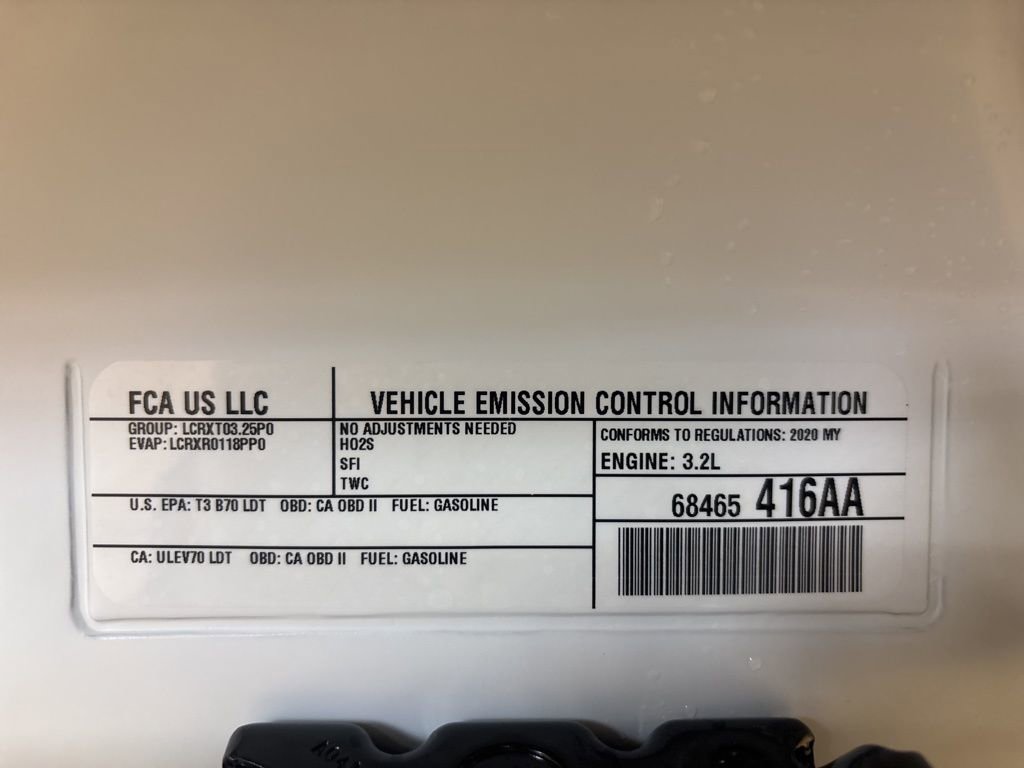 FCA US LLC
VEHICLE EMISSION CONTROL INFORMATION
GROUP: LCRXT03.25P0
EVAP: LCRXR0118PP0
NO ADJUSTMENTS NEEDED
HO2S
SFI
TWC
CONFORMS TO REGULATIONS: 2020 MY
ENGINE: 3.2L
68465 416AA
U.S. EPA: T3 B70 LDT OBD: CA OBD II FUEL: GASOLINE
CA: ULEV70 LDT OBD: CA OBD II FUEL: GASOLINE